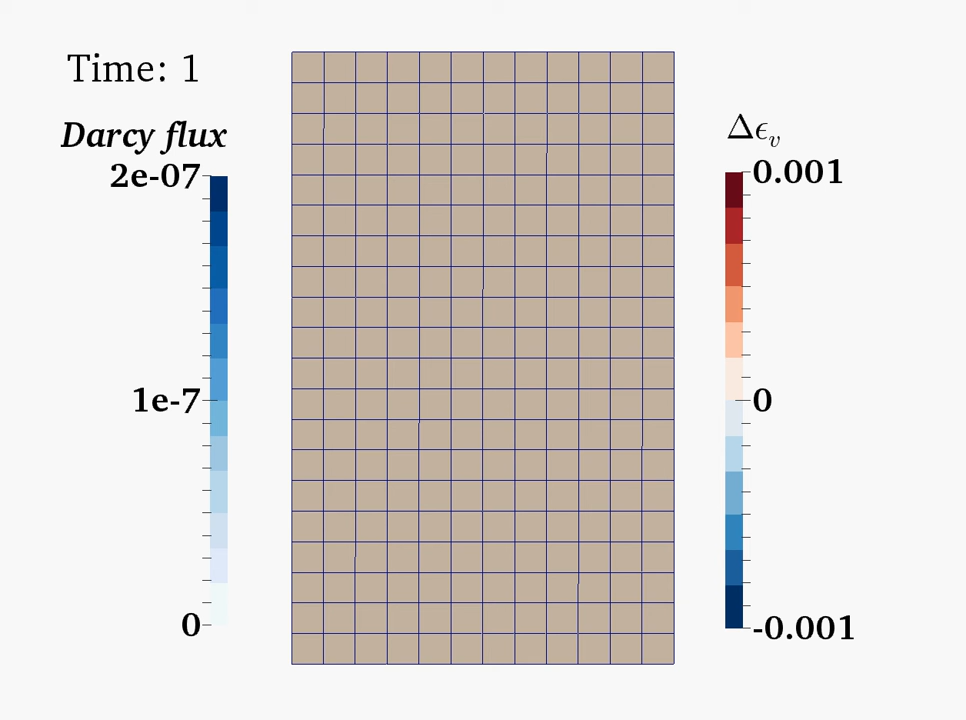 Time: 1
Darcy flux
2e-07
1e-7
0
Δϵᵥ
0.001
0
-0.001